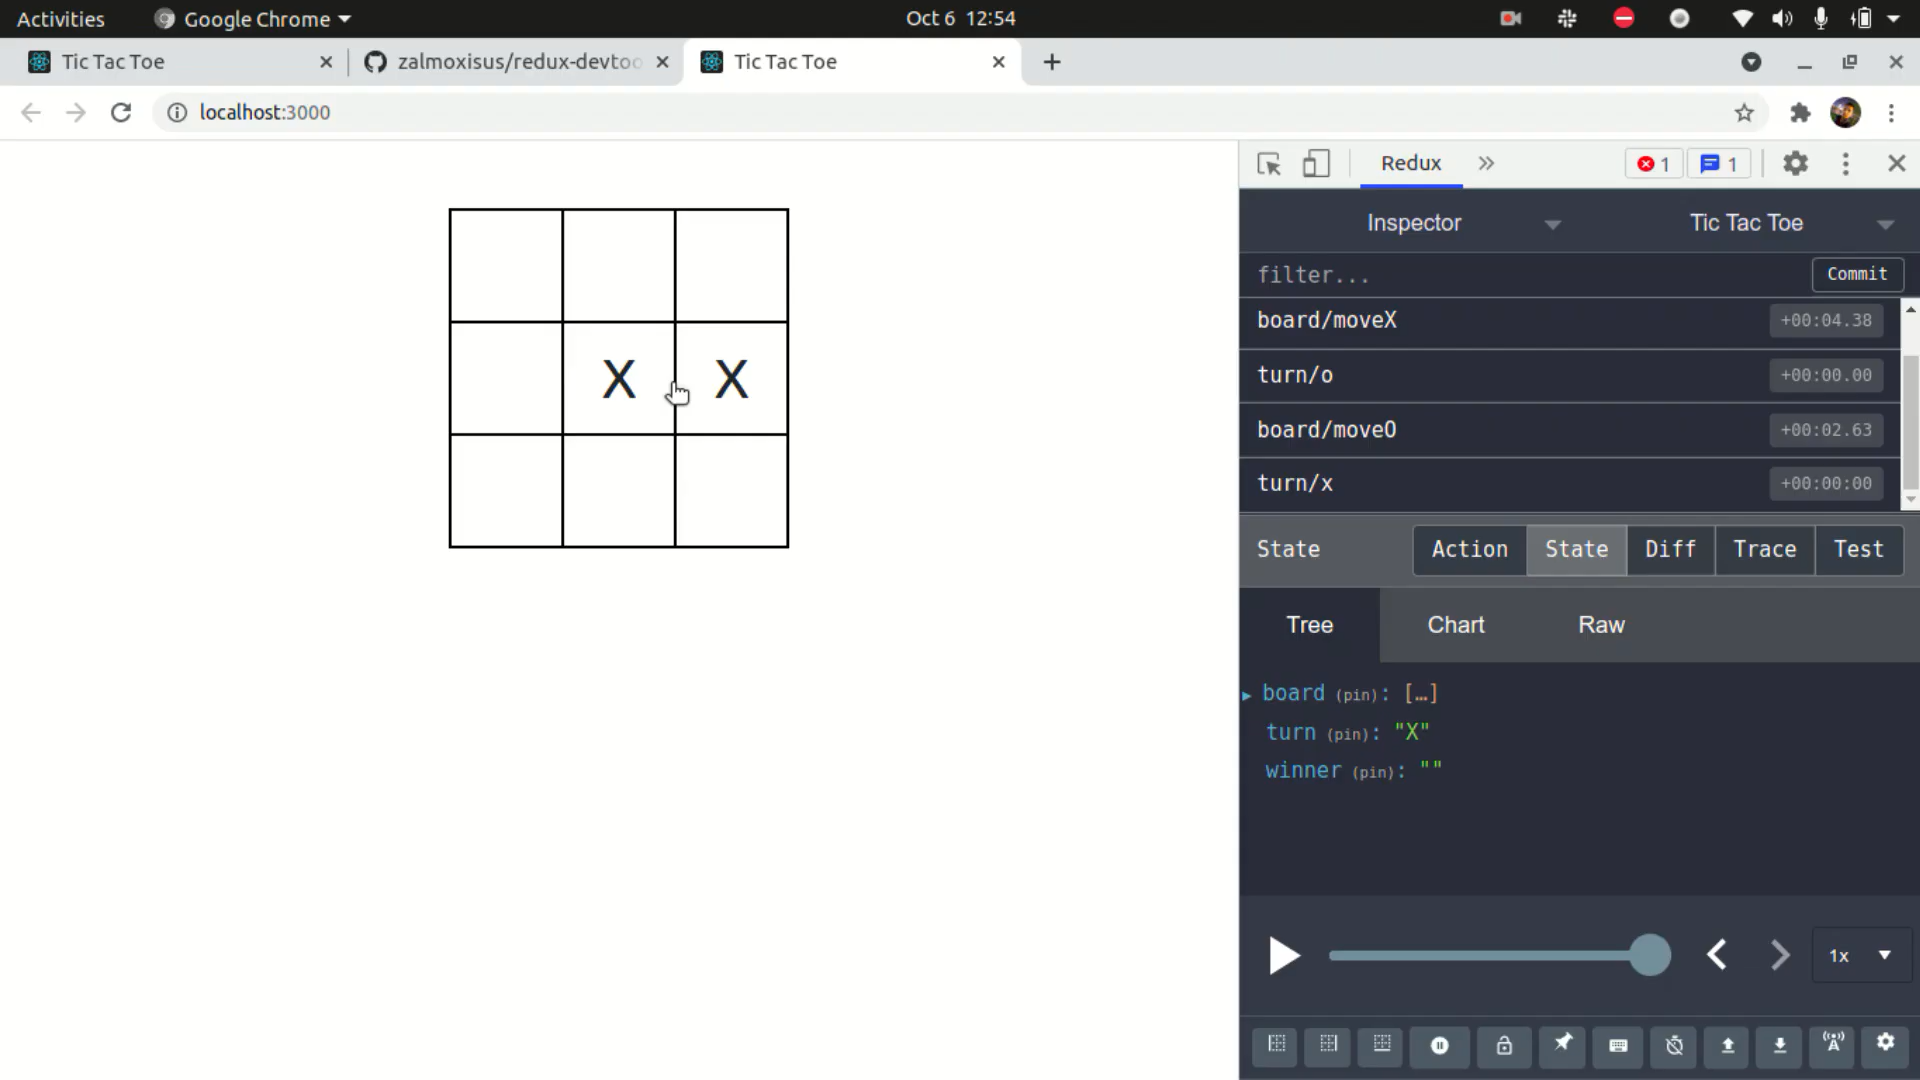 Activities
Google Chrome
Oct 6 12:54
Tic Tac Toe
zalmoxisus/redux-devtoo
Tic Tac Toe
localhost:3000
Redux
1
1
Inspector
Tic Tac Toe
filter...
Commit
board/moveX
+00:04.38
turn/o
+00:00.00
board/moveO
+00:02.63
turn/x
+00:00:00
State
Action
State
Diff
Trace
Test
Tree
Chart
Raw
board (pin): […]
turn (pin): "X"
winner (pin): ""
X
X
1x